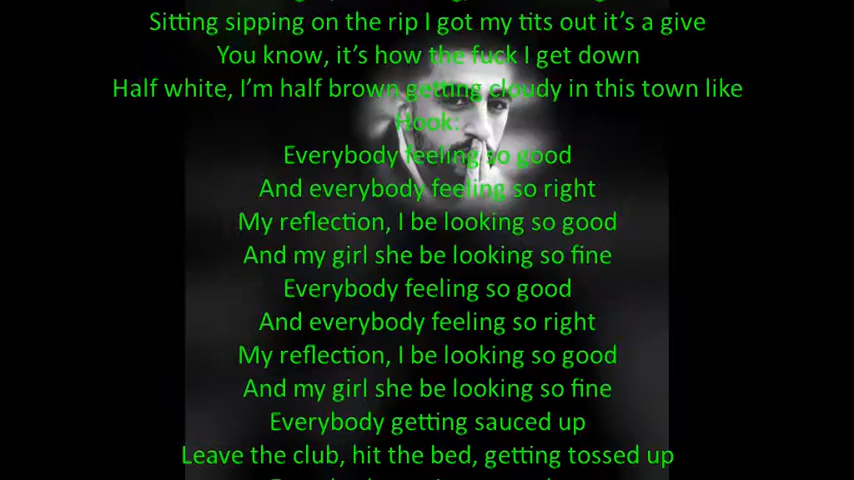 Sitting sipping on the rip I got my tits out it's a give
You know, it's how the fuck I get down
Half white, I'm half brown getting cloudy in this town like
Hook:
Everybody feeling so good
And everybody feeling so right
My reflection, I be looking so good
And my girl she be looking so fine
Everybody feeling so good
And everybody feeling so right
My reflection, I be looking so good
And my girl she be looking so fine
Everybody getting sauced up
Leave the club, hit the bed, getting tossed up